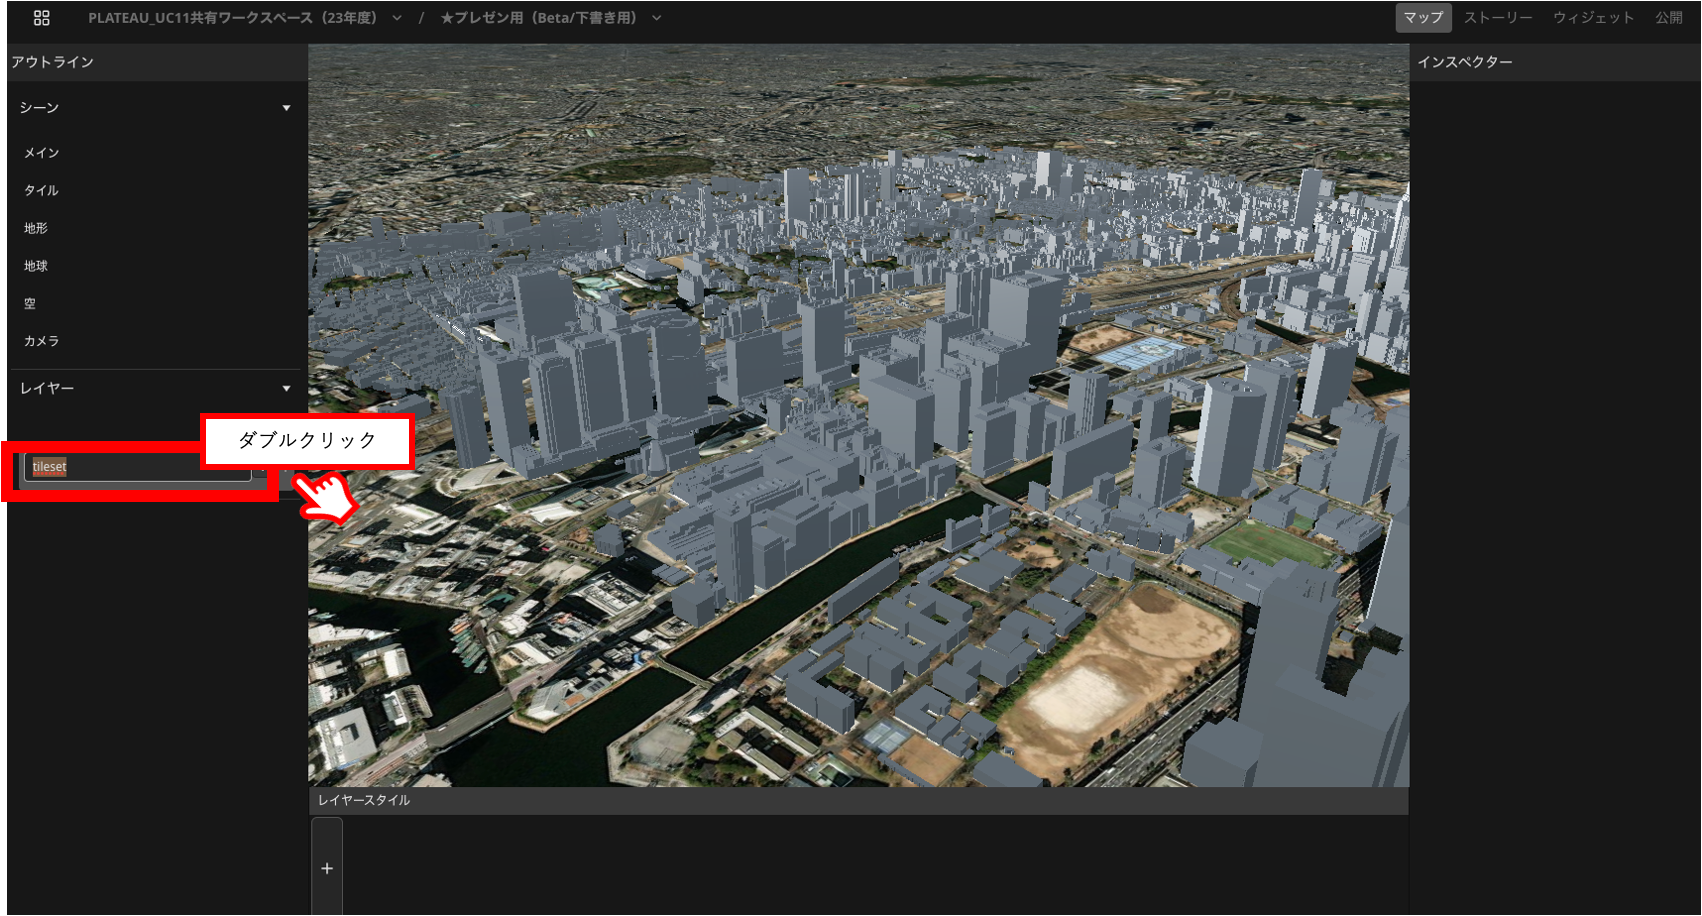 PLATEAU_UC11共有ワークスペース（23年度） / ★プレゼン用（Beta/下書き用）
マップ ストーリー ウィジェット 公開
アウトライン
インスペクター
シーン
メイン
タイル
地形
地球
空
カメラ
レイヤー
ダブルクリック
tileset
レイヤースタイル
+